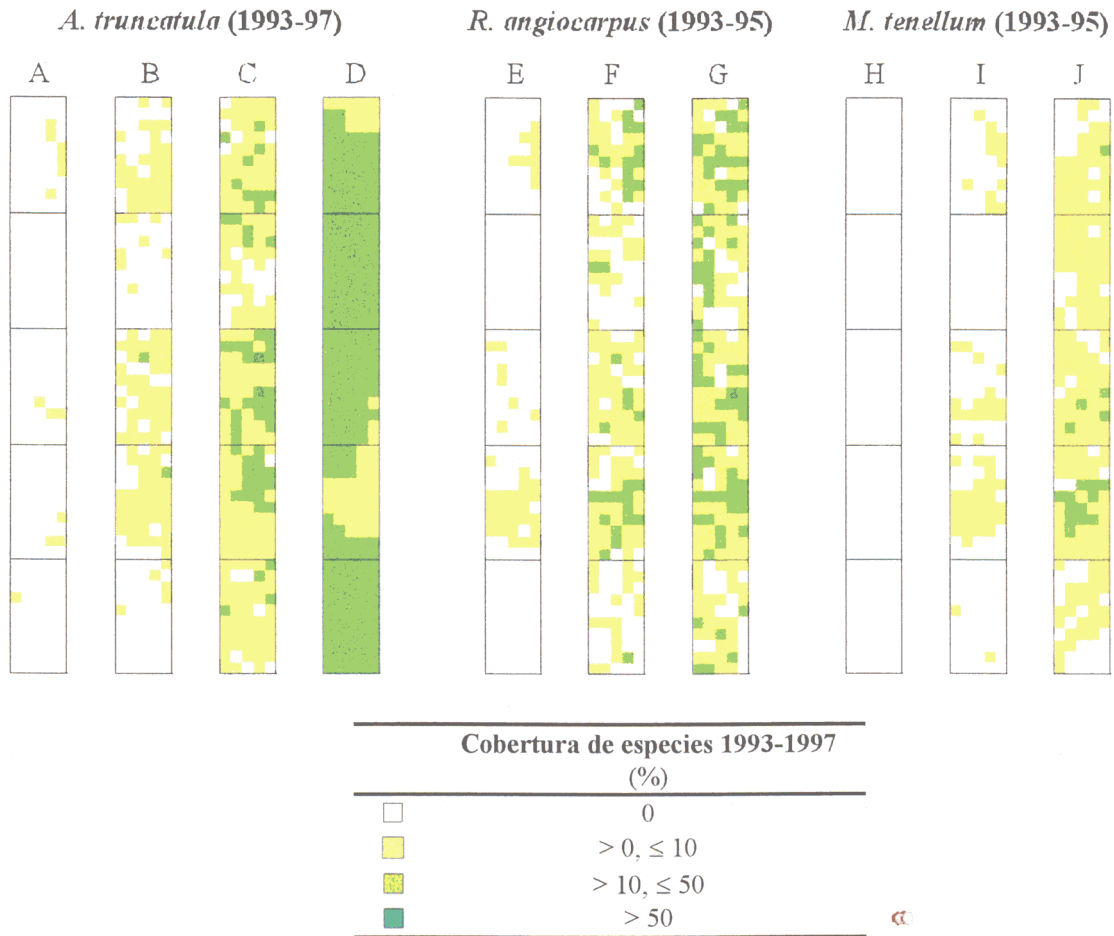 A. truncatula (1993-97) R. angiocarpus (1993-95) M. tenellum (1993-95)
A B C D E F G H I J
Cobertura de especies 1993-1997
(%)
0
> 0, ≤ 10
> 10, ≤ 50
> 50